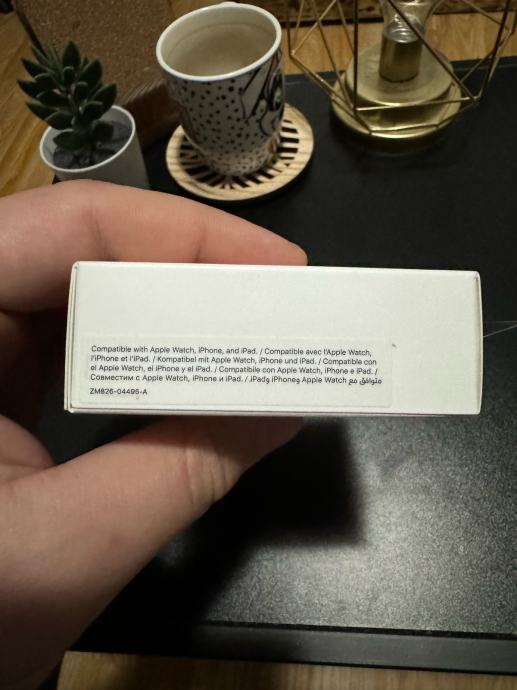 Compatible with Apple Watch, iPhone, and iPad. / Compatible avec l'Apple Watch,
l'iPhone et l'iPad. / Kompatibel mit Apple Watch, iPhone und iPad. / Compatible con
el Apple Watch, el iPhone y el iPad. / Compatibile con Apple Watch, iPhone e iPad. /
Совместим с Apple Watch, iPhone и iPad. / متوافق مع Apple Watch وiPhone وiPad.
ZM826-04495-A